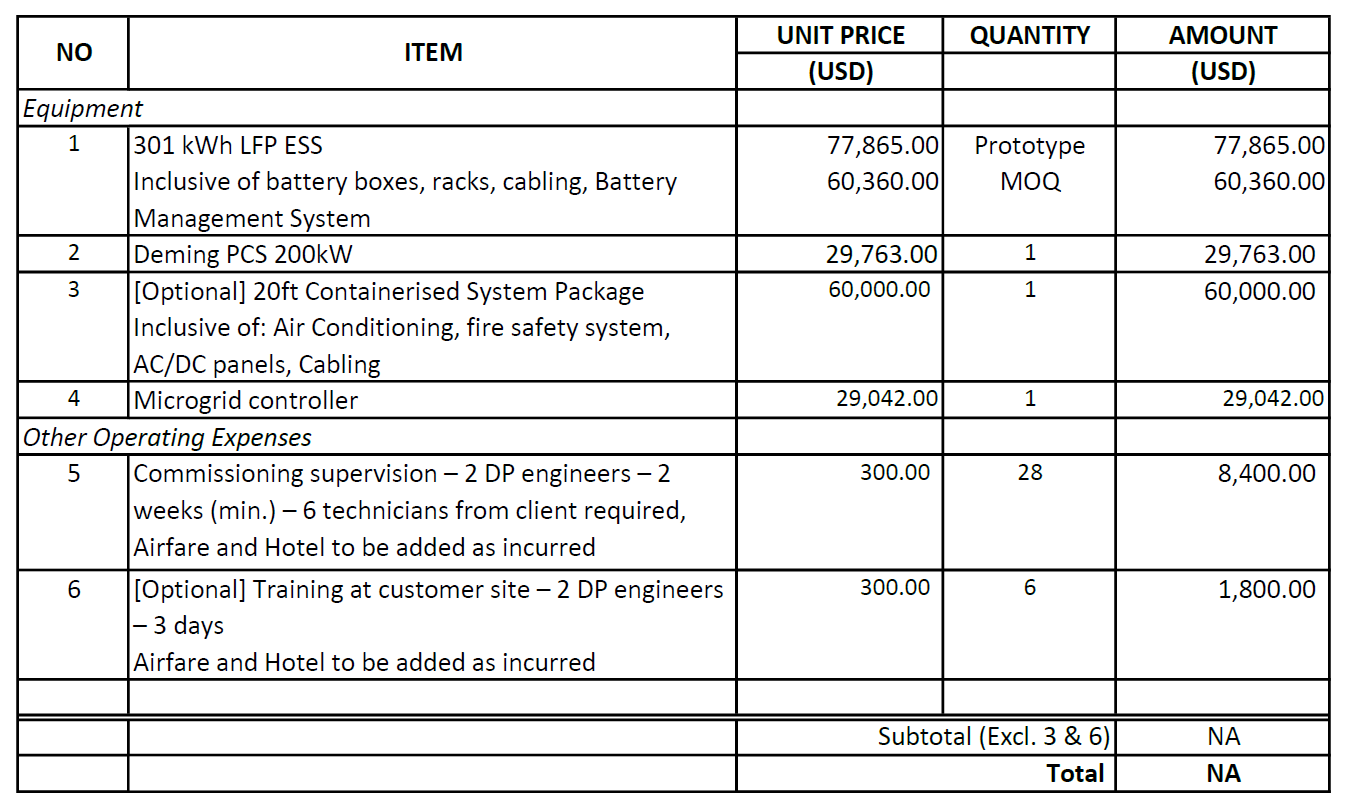 NO ITEM UNIT PRICE QUANTITY AMOUNT
(USD) (USD)
Equipment
1 301 kWh LFP ESS 77,865.00 Prototype 77,865.00
Inclusive of battery boxes, racks, cabling, Battery 60,360.00 MOQ 60,360.00
Management System
2 Deming PCS 200kW 29,763.00 1 29,763.00
3 [Optional] 20ft Containerised System Package 60,000.00 1 60,000.00
Inclusive of: Air Conditioning, fire safety system,
AC/DC panels, Cabling
4 Microgrid controller 29,042.00 1 29,042.00
Other Operating Expenses
5 Commissioning supervision – 2 DP engineers – 2 300.00 28 8,400.00
weeks (min.) – 6 technicians from client required,
Airfare and Hotel to be added as incurred
6 [Optional] Training at customer site – 2 DP engineers 300.00 6 1,800.00
– 3 days
Airfare and Hotel to be added as incurred
Subtotal (Excl. 3 & 6) NA
Total NA